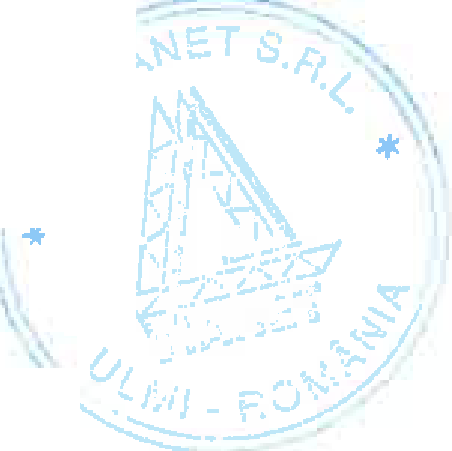 ANET S.R.L.
ULMI - ROMANIA